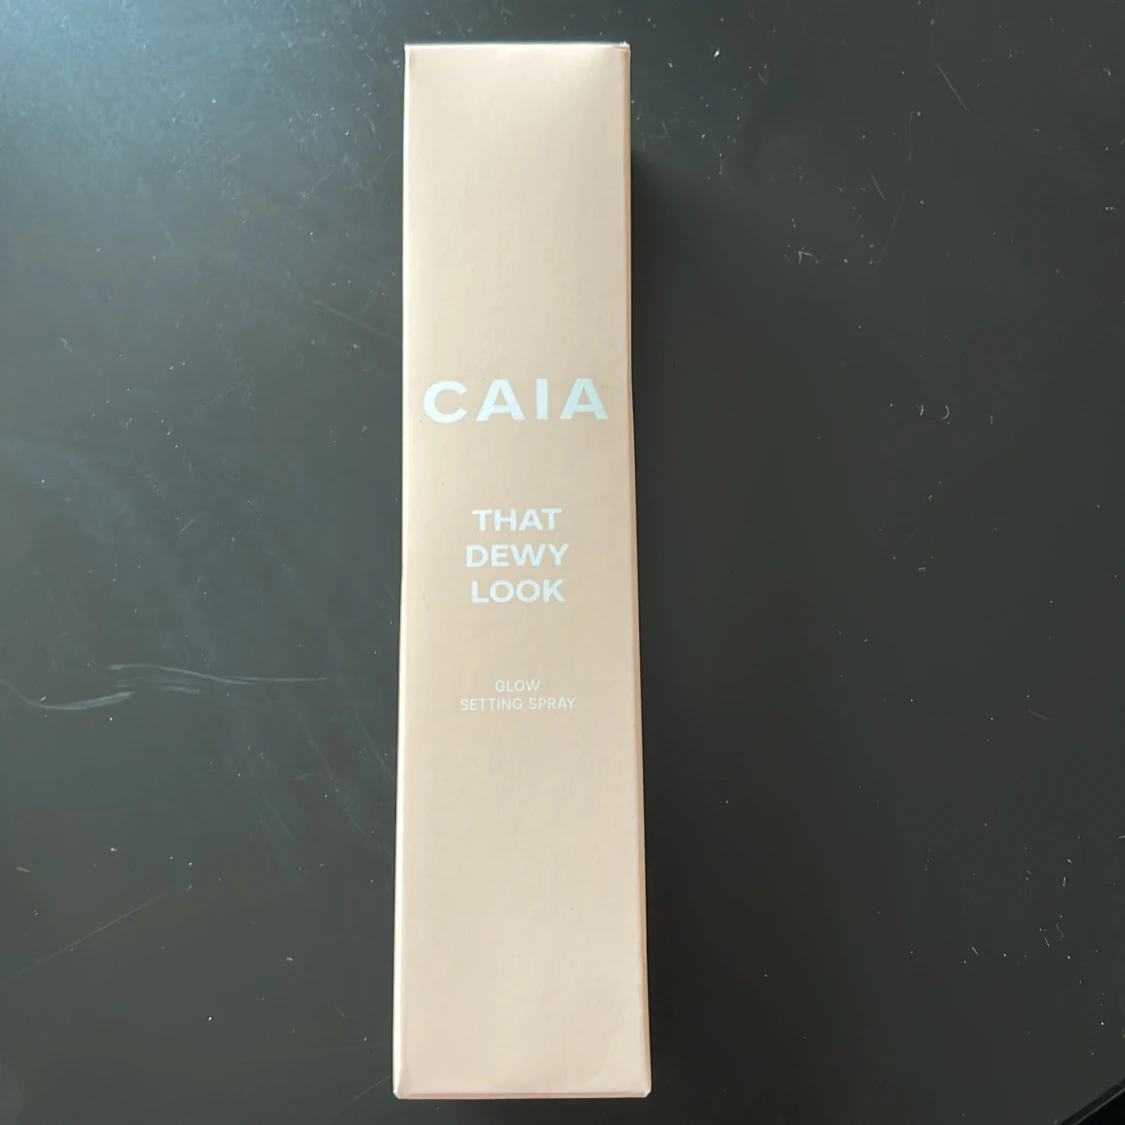 CAIA
THAT
DEWY
LOOK
GLOW
SETTING SPRAY